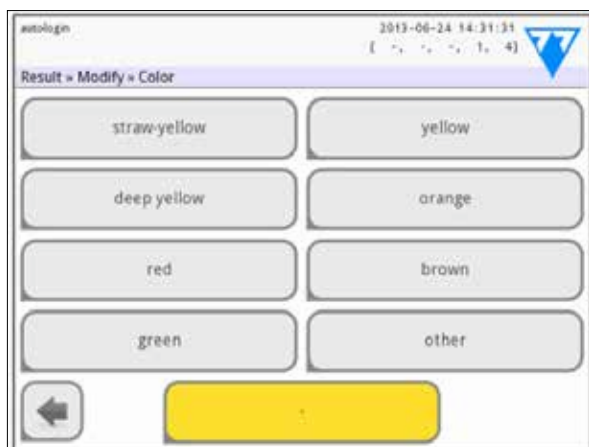 autologin
2013-06-24 14:31:31
( -, -, -, 1, 4)
Result » Modify » Color
straw-yellow
yellow
deep yellow
orange
red
brown
green
other